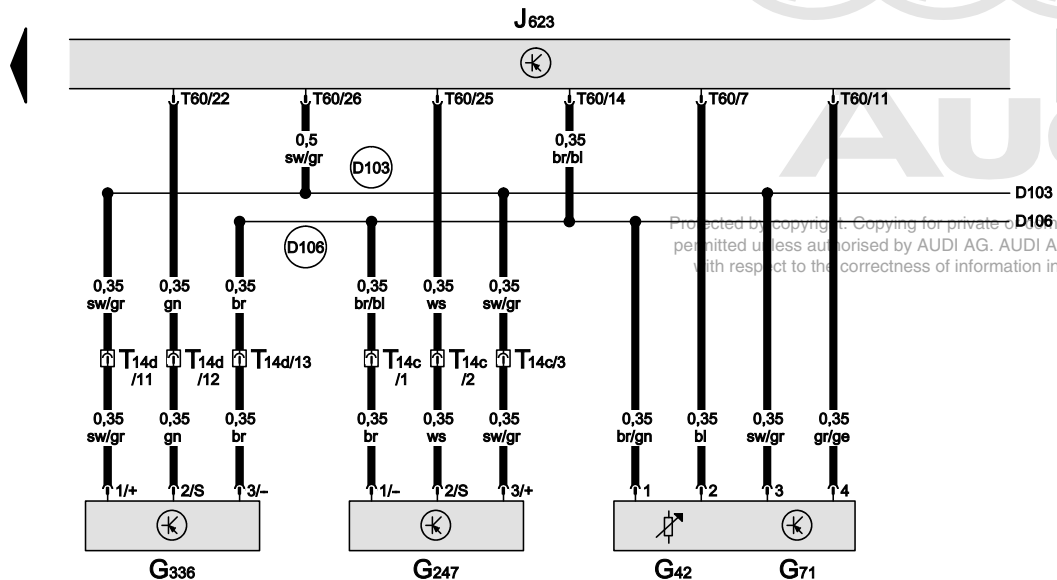 J623
T60/22 T60/26 T60/25 T60/14 T60/7 T60/11
0,5 0,35
sw/gr br/bl
D103
D103
D106
D106
Protected by copyright. Copying for private or com
permitted unless authorised by AUDI AG. AUDI A
with respect to the correctness of information in
Au
0,35 0,35 0,35 0,35 0,35 0,35
sw/gr gn br br/bl ws sw/gr
T14d T14d T14d/13 T14c T14c T14c/3
/11 /12 /1 /2
0,35 0,35 0,35 0,35 0,35 0,35 0,35 0,35 0,35 0,35
sw/gr gn br br ws sw/gr br/gn bl sw/gr gr/ge
1/+ 2/S 3/– 1/– 2/S 3/+ 1 2 3 4
G336 G247 G42 G71